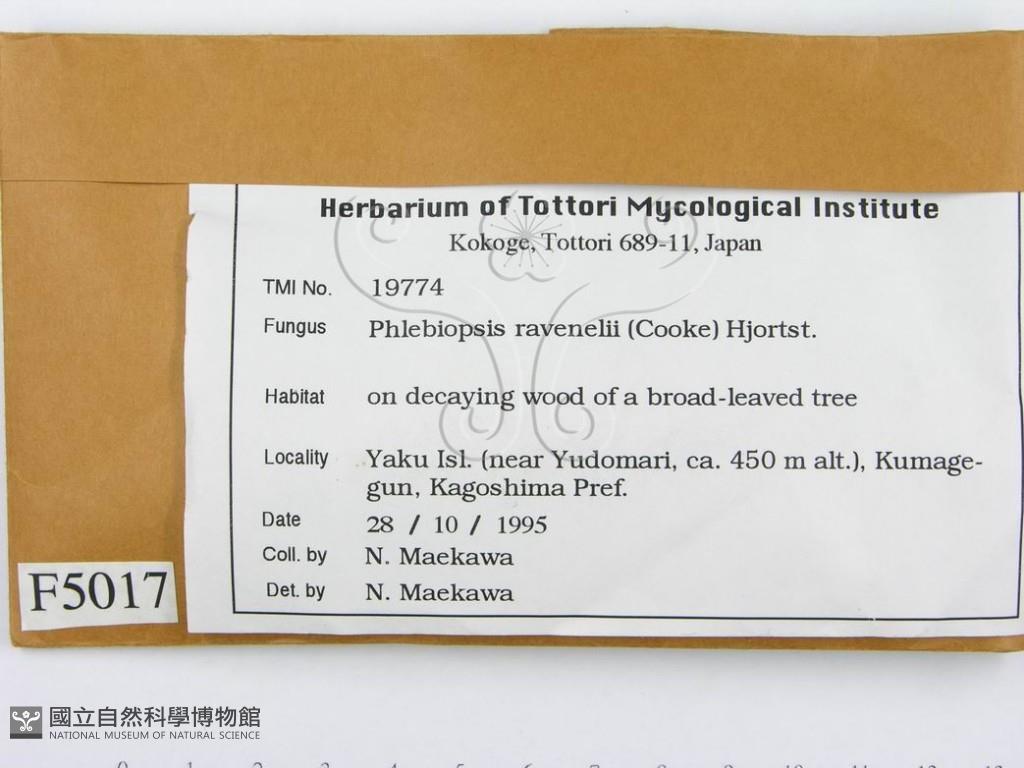 Herbarium of Tottori Mycological Institute
Kokoge, Tottori 689-11, Japan
TMI No. 19774
Fungus Phlebiopsis ravenelii (Cooke) Hjortst.
Habitat on decaying wood of a broad-leaved tree
Locality Yaku Isl. (near Yudomari, ca. 450 m alt.), Kumage-
gun, Kagoshima Pref.
Date 28 / 10 / 1995
Coll. by N. Maekawa
Det. by N. Maekawa
F5017
國立自然科學博物館
NATIONAL MUSEUM OF NATURAL SCIENCE